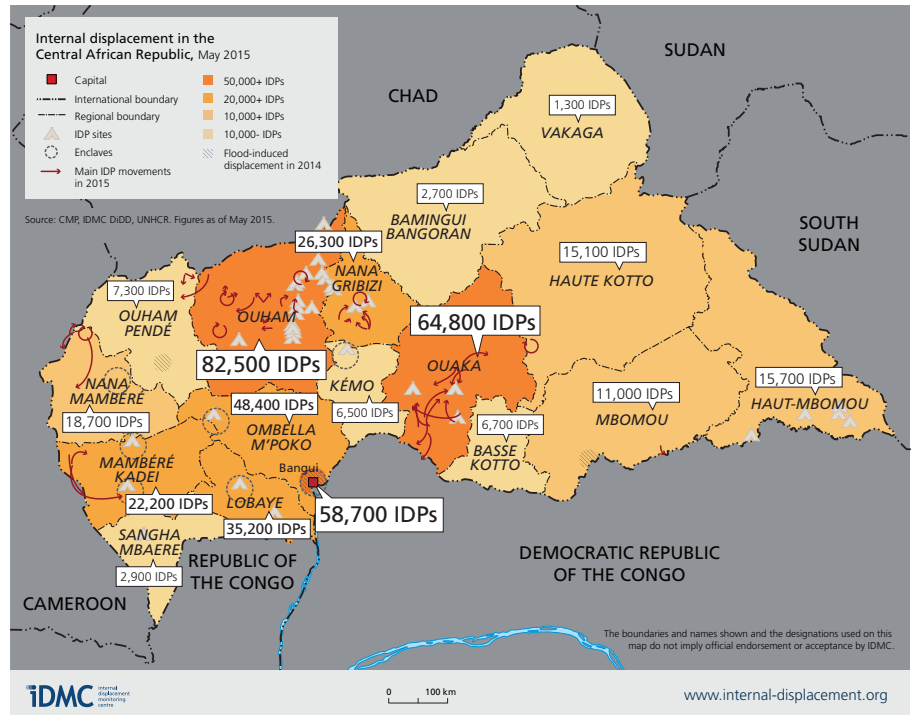 Internal displacement in the
Central African Republic, May 2015
Capital
International boundary
Regional boundary
IDP sites
Enclaves
Main IDP movements
in 2015
50,000+ IDPs
20,000+ IDPs
10,000+ IDPs
10,000- IDPs
Flood-induced
displacement in 2014
Source: CMP, IDMC DiDD, UNHCR. Figures as of May 2015.
SUDAN
CHAD
1,300 IDPs
VAKAGA
2,700 IDPs
BAMINGUI
BANGORAN
SOUTH
SUDAN
26,300 IDPs
NANA
GRIBIZI
15,100 IDPs
HAUTE KOTTO
7,300 IDPs
OUHAM
PENDÉ
OUHAM
82,500 IDPs
64,800 IDPs
OUAKA
KÉMO
6,500 IDPs
NANA
MAMBÉRÉ
18,700 IDPs
48,400 IDPs
OMBELLA
M'POKO
6,700 IDPs
BASSE
KOTTO
11,000 IDPs
MBOMOU
15,700 IDPs
HAUT-MBOMOU
MAMBÉRÉ
KADEI
22,200 IDPs
Bangui
58,700 IDPs
LOBAYE
35,200 IDPs
SANGHA
MBAERE
2,900 IDPs
REPUBLIC OF
THE CONGO
DEMOCRATIC REPUBLIC
OF THE CONGO
CAMEROON
The boundaries and names shown and the designations used on this
map do not imply official endorsement or acceptance by IDMC.
iDMC
internal
displacement
monitoring
centre
0 100 km
www.internal-displacement.org